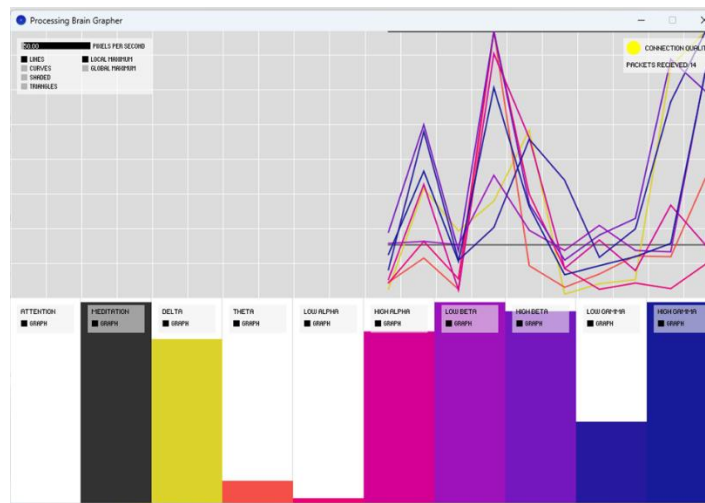 Processing Brain Grapher
50.00 PIXELS PER SECOND
LINES LOCAL MAXIMUM
CURVES GLOBAL MAXIMUM
SHADED
TRIANGLES
CONNECTION QUALIT
PACKETS RECIEVED: 14
ATTENTION MEDITATION DELTA THETA LOW ALPHA HIGH ALPHA LOW BETA HIGH BETA LOW GAMMA HIGH GAMMA
GRAPH GRAPH GRAPH GRAPH GRAPH GRAPH GRAPH GRAPH GRAPH GRAPH